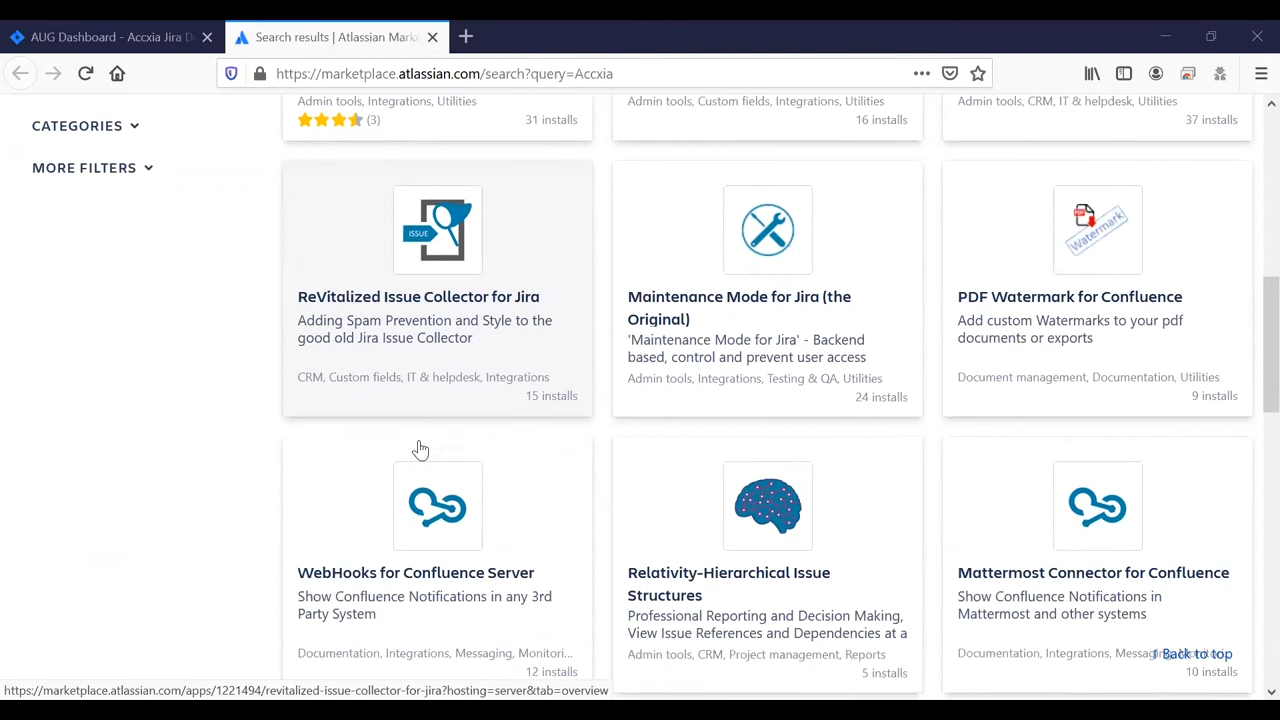 AUG Dashboard - Accxia Jira D
Search results | Atlassian Marke
https://marketplace.atlassian.com/search?query=Accxia
CATEGORIES
MORE FILTERS
Admin tools, Integrations, Utilities
(3)
31 installs
Admin tools, Custom fields, Integrations, Utilities
16 installs
Admin tools, CRM, IT & helpdesk, Utilities
37 installs
ISSUE
ReVitalized Issue Collector for Jira
Adding Spam Prevention and Style to the
good old Jira Issue Collector
CRM, Custom fields, IT & helpdesk, Integrations
15 installs
Maintenance Mode for Jira (the
Original)
'Maintenance Mode for Jira' - Backend
based, control and prevent user access
Admin tools, Integrations, Testing & QA, Utilities
24 installs
PDF
Watermark
PDF Watermark for Confluence
Add custom Watermarks to your pdf
documents or exports
Document management, Documentation, Utilities
9 installs
WebHooks for Confluence Server
Show Confluence Notifications in any 3rd
Party System
Documentation, Integrations, Messaging, Monitori...
12 installs
Relativity-Hierarchical Issue
Structures
Professional Reporting and Decision Making,
View Issue References and Dependencies at a
Admin tools, CRM, Project management, Reports
5 installs
Mattermost Connector for Confluence
Show Confluence Notifications in
Mattermost and other systems
Documentation, Integrations,
Back to top
10 installs
https://marketplace.atlassian.com/apps/1221494/revitalized-issue-collector-for-jira?hosting=server&tab=overview